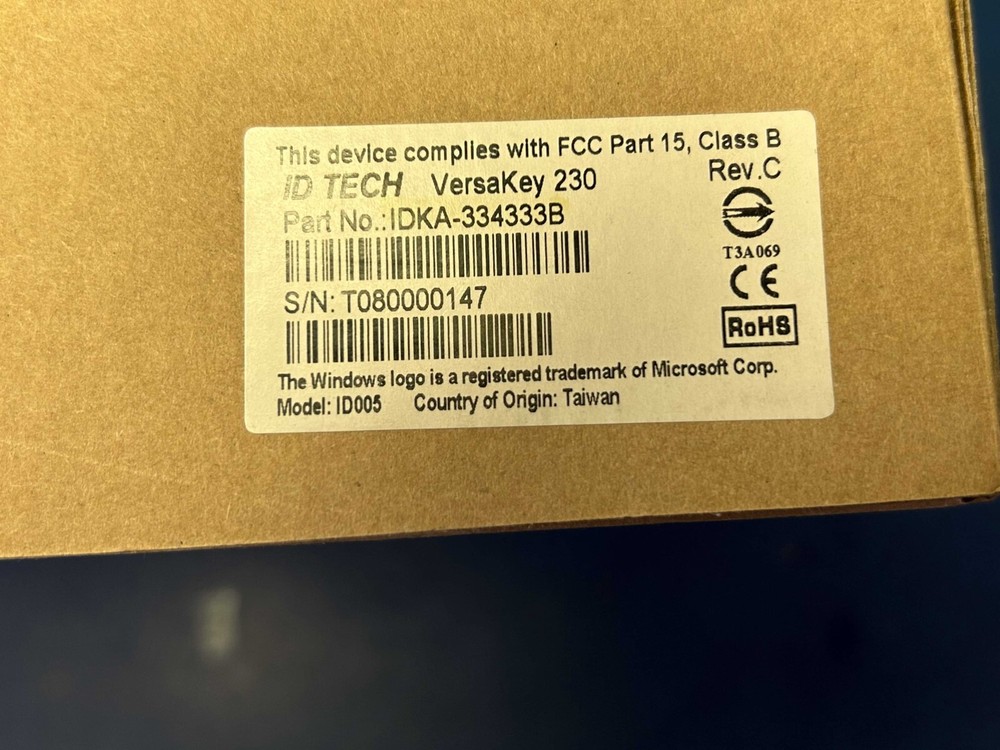 This device complies with FCC Part 15, Class B
ID TECH VersaKey 230 Rev.C
Part No.:IDKA-334333B
T3A069
CE
S/N: T080000147
RoHS
The Windows logo is a registered trademark of Microsoft Corp.
Model: ID005 Country of Origin: Taiwan